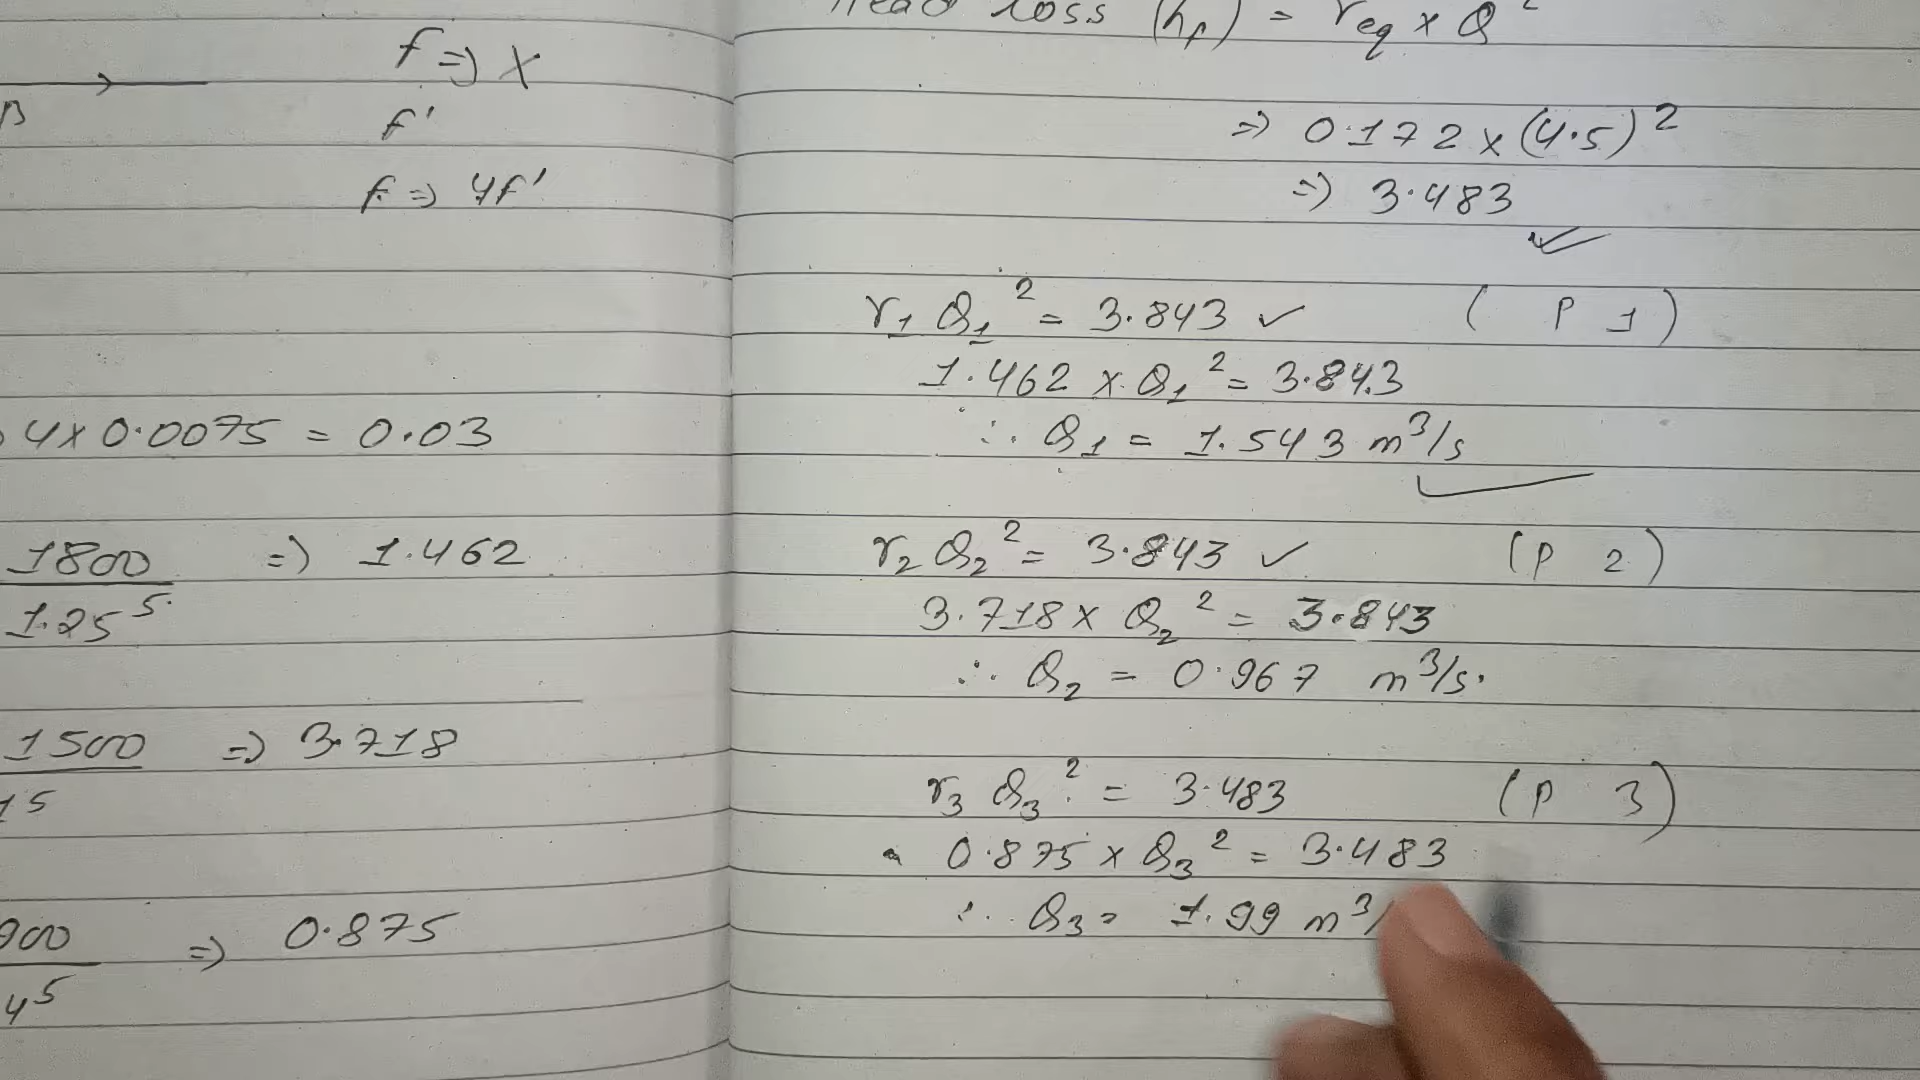 f => X
B
f'
f => 4f'
4 x 0.0075 = 0.03
1800 => 1.462
1.25⁵
1500 => 3.718
1⁵
900 => 0.875
4⁵
Head loss (hf) = req x Q²
=> 0.172 x (4.5)²
=> 3.483
r₁ Q₁² = 3.843 ✓ (P 1)
1.462 x Q₁² = 3.843
∴ Q₁ = 1.543 m³/s
r₂ Q₂² = 3.843 ✓ (P 2)
3.718 x Q₂² = 3.843
∴ Q₂ = 0.967 m³/s.
r₃ Q₃² = 3.483 (P 3)
0.875 x Q₃² = 3.483
∴ Q₃ = 1.99 m³/